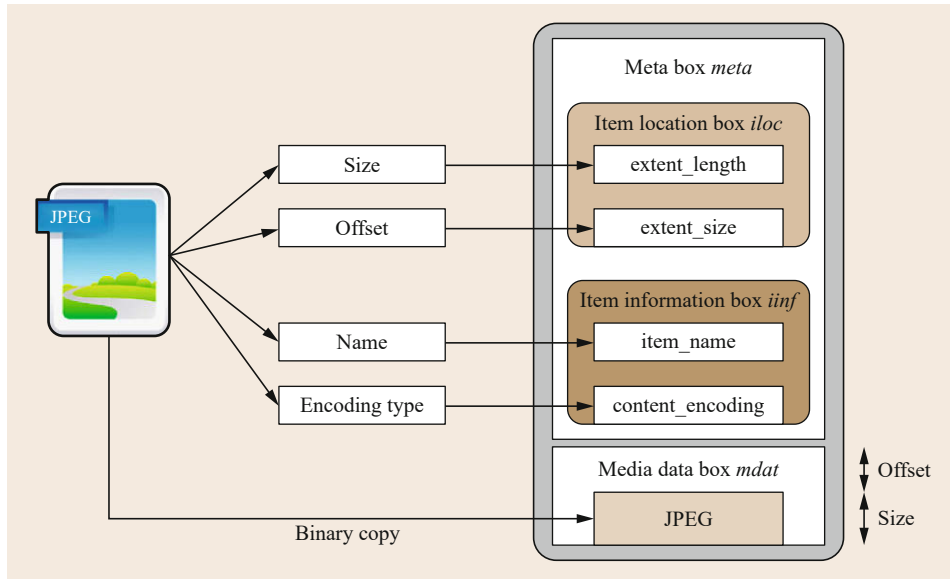 Meta box meta
Item location box iloc
Size
extent_length
JPEG
Offset
extent_size
Item information box iinf
Name
item_name
Encoding type
content_encoding
Media data box mdat
Offset
JPEG
Size
Binary copy